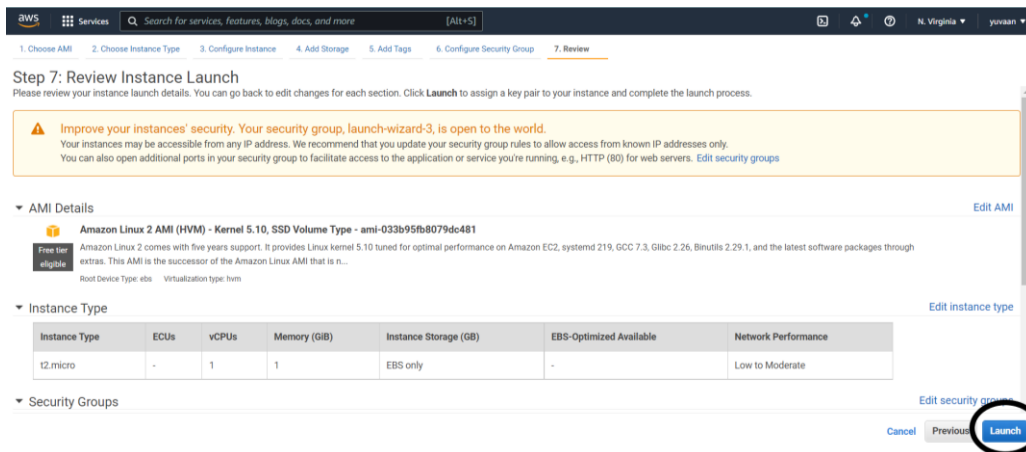 aws Services Search for services, features, blogs, docs, and more [Alt+S] N. Virginia yuvaan
1. Choose AMI 2. Choose Instance Type 3. Configure Instance 4. Add Storage 5. Add Tags 6. Configure Security Group 7. Review
Step 7: Review Instance Launch
Please review your instance launch details. You can go back to edit changes for each section. Click Launch to assign a key pair to your instance and complete the launch process.
Improve your instances' security. Your security group, launch-wizard-3, is open to the world.
Your instances may be accessible from any IP address. We recommend that you update your security group rules to allow access from known IP addresses only.
You can also open additional ports in your security group to facilitate access to the application or service you're running, e.g., HTTP (80) for web servers. Edit security groups
AMI Details Edit AMI
Amazon Linux 2 AMI (HVM) - Kernel 5.10, SSD Volume Type - ami-033b95fb8079dc481
Free tier eligible
Amazon Linux 2 comes with five years support. It provides Linux kernel 5.10 tuned for optimal performance on Amazon EC2, systemd 219, GCC 7.3, Glibc 2.26, Binutils 2.29.1, and the latest software packages through
extras. This AMI is the successor of the Amazon Linux AMI that is n...
Root Device Type: ebs Virtualization type: hvm
Instance Type Edit instance type
Instance Type ECUs vCPUs Memory (GiB) Instance Storage (GB) EBS-Optimized Available Network Performance
t2.micro - 1 1 EBS only - Low to Moderate
Security Groups Edit security groups
Cancel Previous Launch